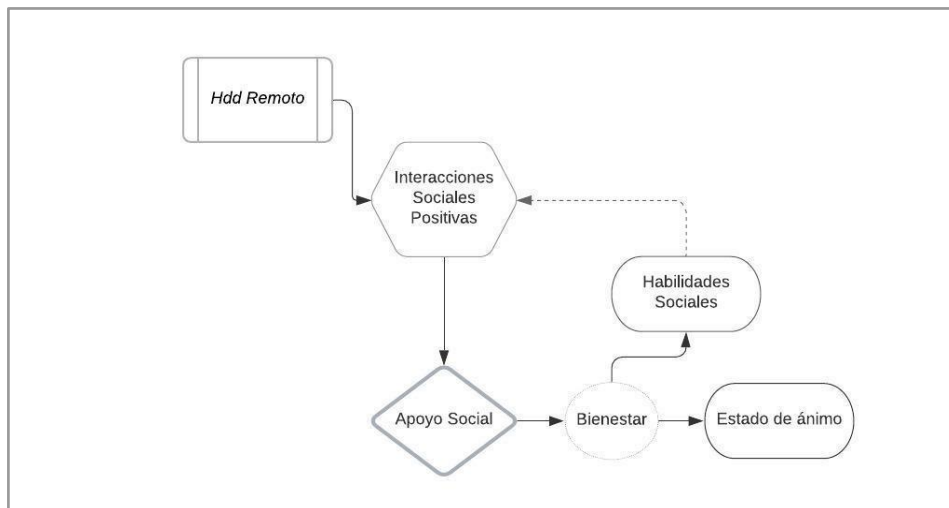 Hdd Remoto
Interacciones
Sociales
Positivas
Habilidades
Sociales
Apoyo Social
Bienestar
Estado de ánimo